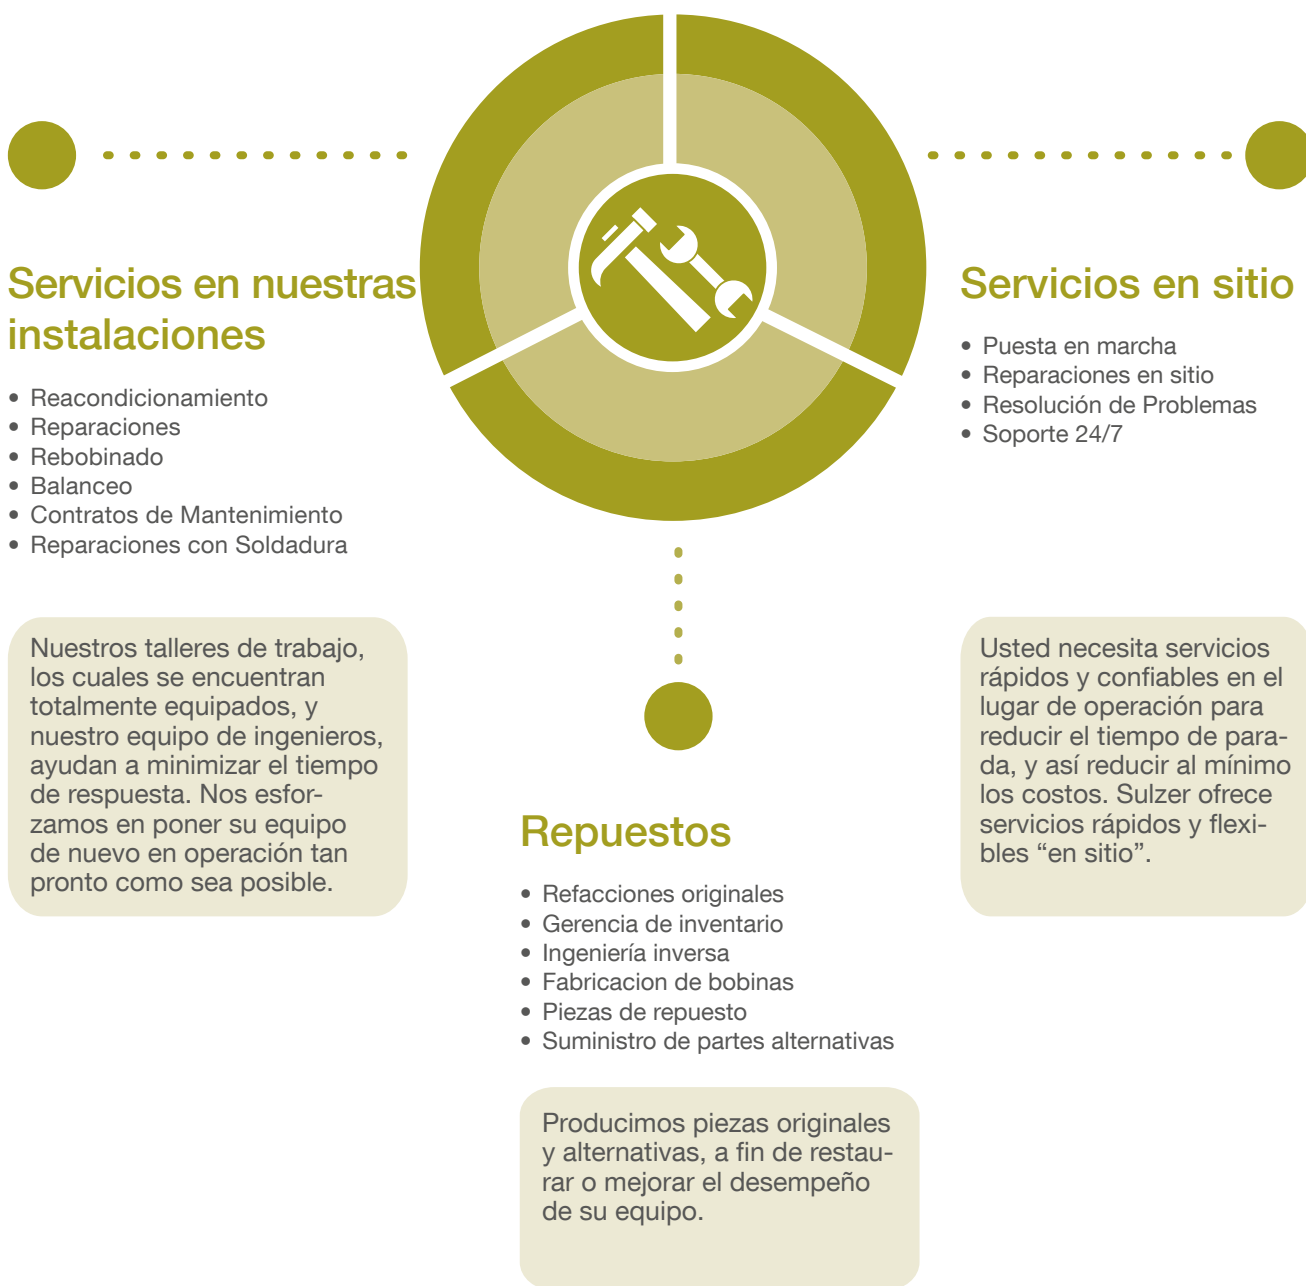 Servicios en nuestras
instalaciones
• Reacondicionamiento
• Reparaciones
• Rebobinado
• Balanceo
• Contratos de Mantenimiento
• Reparaciones con Soldadura
Nuestros talleres de trabajo,
los cuales se encuentran
totalmente equipados, y
nuestro equipo de ingenieros,
ayudan a minimizar el tiempo
de respuesta. Nos esfor-
zamos en poner su equipo
de nuevo en operación tan
pronto como sea posible.
Repuestos
• Refacciones originales
• Gerencia de inventario
• Ingeniería inversa
• Fabricacion de bobinas
• Piezas de repuesto
• Suministro de partes alternativas
Producimos piezas originales
y alternativas, a fin de restau-
rar o mejorar el desempeño
de su equipo.
Servicios en sitio
• Puesta en marcha
• Reparaciones en sitio
• Resolución de Problemas
• Soporte 24/7
Usted necesita servicios
rápidos y confiables en el
lugar de operación para
reducir el tiempo de para-
da, y así reducir al mínimo
los costos. Sulzer ofrece
servicios rápidos y flexi-
bles “en sitio”.